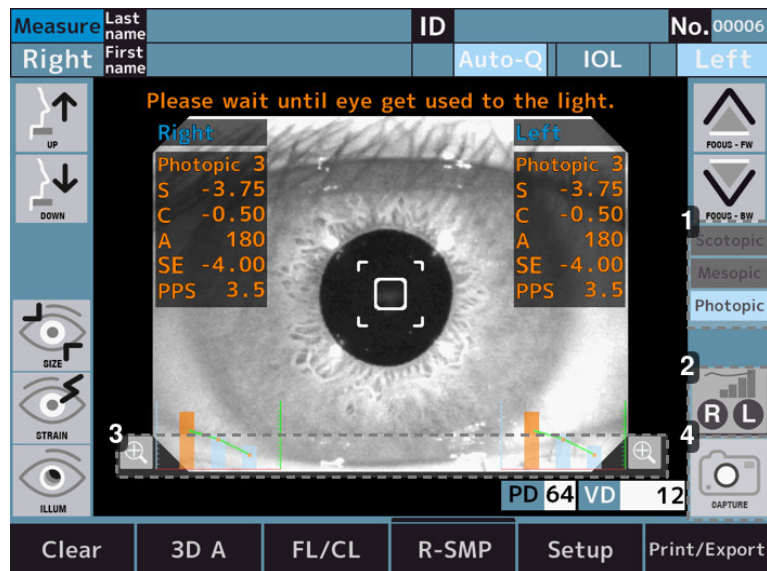 Measure Last name ID No. 00006
Right First name Auto-Q IOL Left
Please wait until eye get used to the light.
UP
DOWN
SIZE
STRAIN
ILLUM
Right
Photopic 3
S -3.75
C -0.50
A 180
SE -4.00
PPS 3.5
Left
Photopic 3
S -3.75
C -0.50
A 180
SE -4.00
PPS 3.5
FOCUS - FW
FOCUS - BW
1
Scotopic
Mesopic
Photopic
2
R L
3
4
CAPTURE
PD 64 VD 12
Clear 3D A FL/CL R-SMP Setup Print/Export